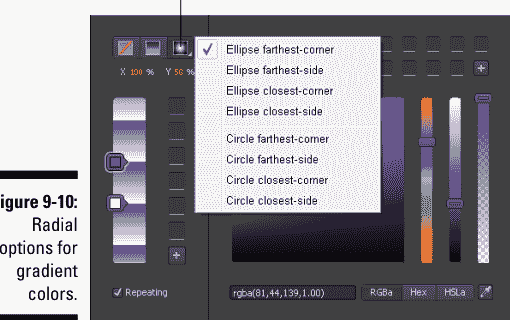 Ellipse farthest-corner
Ellipse farthest-side
Ellipse closest-corner
Ellipse closest-side
Circle farthest-corner
Circle farthest-side
Circle closest-corner
Circle closest-side
X 100 % Y 50 %
Repeating
rgba(81,44,139,1.00)
RGBa Hex HSLa
igure 9-10:
Radial
options for
gradient
colors.